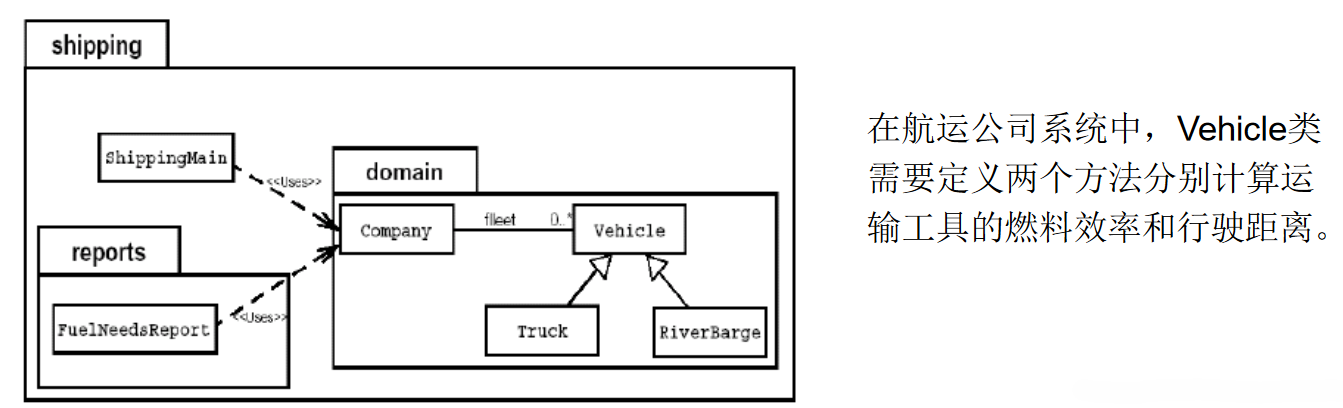 shipping
ShippingMain
<<Uses>>
domain
Company
flleet
0..*
Vehicle
reports
FuelNeedsReport
<<Uses>>
Truck
RiverBarge
在航运公司系统中，Vehicle类
需要定义两个方法分别计算运
输工具的燃料效率和行驶距离。